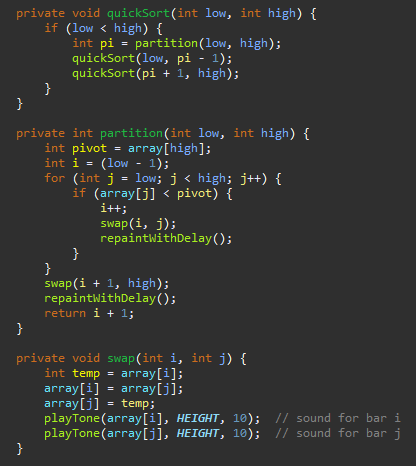 private void quickSort(int low, int high) {
    if (low < high) {
        int pi = partition(low, high);
        quickSort(low, pi - 1);
        quickSort(pi + 1, high);
    }
}

private int partition(int low, int high) {
    int pivot = array[high];
    int i = (low - 1);
    for (int j = low; j < high; j++) {
        if (array[j] < pivot) {
            i++;
            swap(i, j);
            repaintWithDelay();
        }
    }
    swap(i + 1, high);
    repaintWithDelay();
    return i + 1;
}

private void swap(int i, int j) {
    int temp = array[i];
    array[i] = array[j];
    array[j] = temp;
    playTone(array[i], HEIGHT, 10);  // sound for bar i
    playTone(array[j], HEIGHT, 10);  // sound for bar j
}